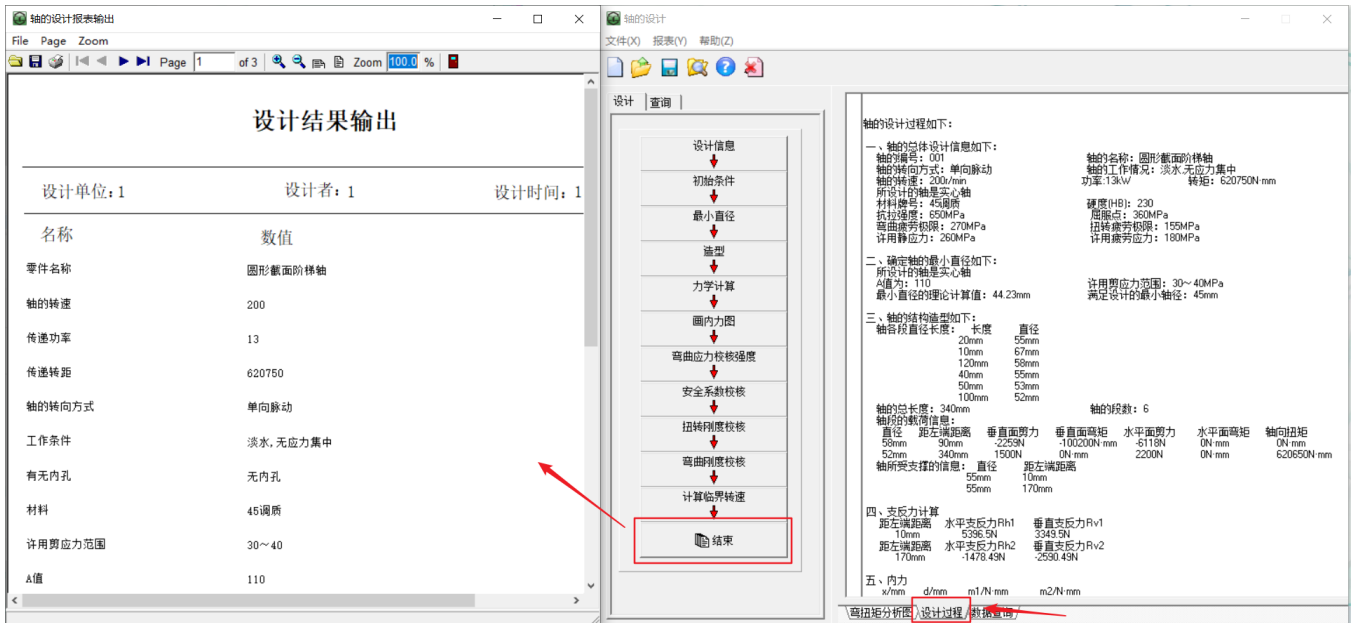 轴的设计报表输出
File Page Zoom
Page 1 of 3 Zoom 100.0 %
设计结果输出
设计单位：1 设计者：1 设计时间：1
名称 数值
零件名称 圆形截面阶梯轴
轴的转速 200
传递功率 13
传递转距 620750
轴的转向方式 单向脉动
工作条件 淡水,无应力集中
有无内孔 无内孔
材料 45调质
许用剪应力范围 30～40
A值 110
轴的设计
文件(X) 报表(Y) 帮助(Z)
设计 查询
设计信息
初始条件
最小直径
造型
力学计算
画内力图
弯曲应力校核强度
安全系数校核
扭转刚度校核
弯曲刚度校核
计算临界转速
结束
轴的设计过程如下：
一、轴的总体设计信息如下：
轴的编号：001 轴的名称：圆形截面阶梯轴
轴的转向方式：单向脉动 轴的工作情况：淡水,无应力集中
轴的转速：200r/min 功率:13kW 转矩：620750N·mm
所设计的轴是实心轴
材料牌号：45调质 硬度(HB)：230
抗拉强度：650MPa 屈服点：360MPa
弯曲疲劳极限：270MPa 扭转疲劳极限：155MPa
许用静应力：260MPa 许用疲劳应力：180MPa
二、确定轴的最小直径如下：
所设计的轴是实心轴
A值为：110 许用剪应力范围：30～40MPa
最小直径的理论计算值：44.23mm 满足设计的最小轴径：45mm
三、轴的结构造型如下：
轴各段直径长度： 长度 直径
20mm 55mm
10mm 67mm
120mm 58mm
40mm 55mm
50mm 53mm
100mm 52mm
轴的总长度：340mm 轴的段数：6
轴段的载荷信息：
直径 距左端距离 垂直面剪力 垂直面弯矩 水平面剪力 水平面弯矩 轴向扭矩
58mm 90mm -2259N -100200N·mm -6118N 0N·mm 0N·mm
52mm 340mm 1500N 0N·mm 2200N 0N·mm 620650N·mm
轴所受支撑的信息： 直径 距左端距离
55mm 10mm
55mm 170mm
四、支反力计算
距左端距离 水平支反力Rh1 垂直支反力Rv1
10mm 5396.5N 3349.5N
距左端距离 水平支反力Rh2 垂直支反力Rv2
170mm -1478.49N -2590.49N
五、内力
x/mm d/mm m1/N·mm m2/N·mm
弯扭矩分析图 设计过程 数据查询